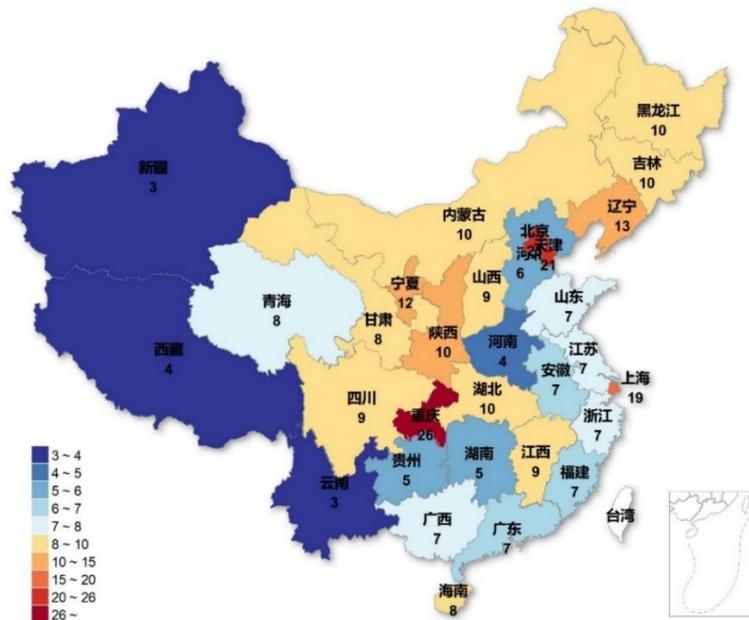 黑龙江
10
吉林
10
辽宁
13
内蒙古
10
北京
天津
21
河北
6
新疆
3
山西
9
宁夏
12
山东
7
青海
8
甘肃
8
陕西
10
河南
4
江苏
7
西藏
4
安徽
7
上海
19
四川
9
湖北
10
重庆
26
浙江
7
江西
9
湖南
5
贵州
5
福建
7
云南
3
广西
7
广东
7
台湾
海南
8
3 ~ 4
4 ~ 5
5 ~ 6
6 ~ 7
7 ~ 8
8 ~ 10
10 ~ 15
15 ~ 20
20 ~ 26
26 ~